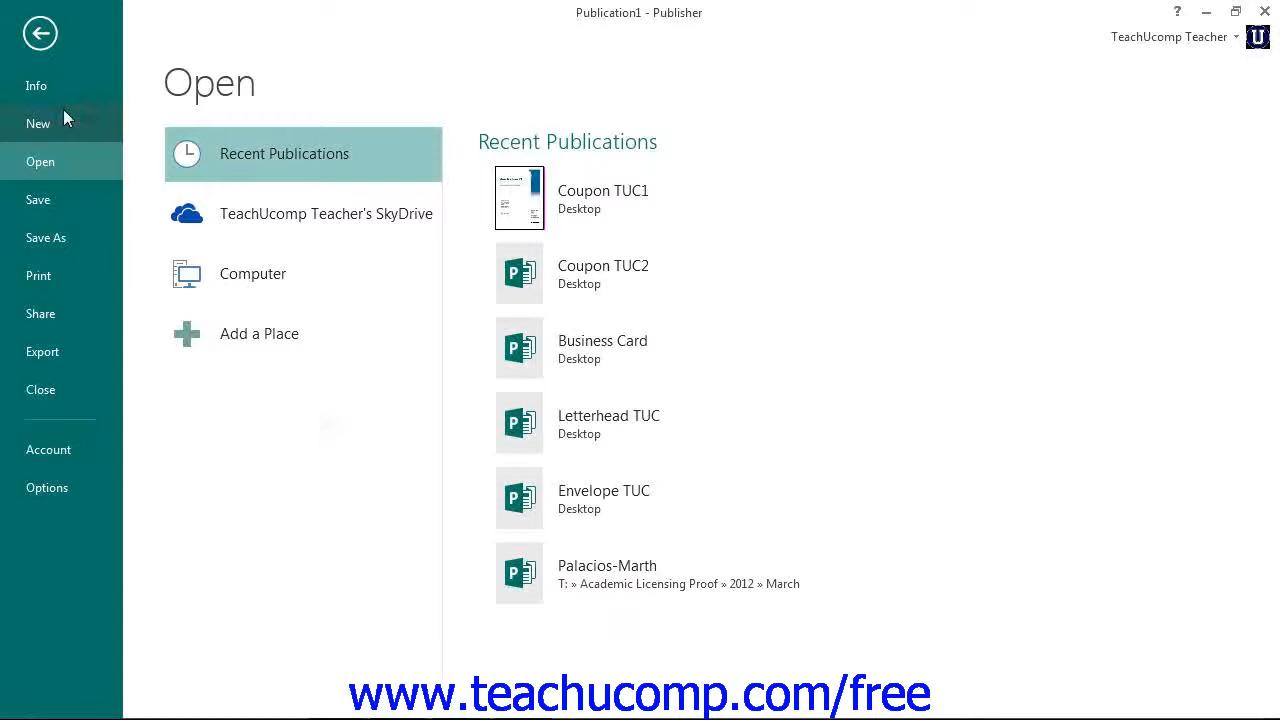 Publication1 - Publisher
?
TeachUcomp Teacher
U
Info
New
Open
Save
Save As
Print
Share
Export
Close
Account
Options
Open
Recent Publications
TeachUcomp Teacher's SkyDrive
Computer
Add a Place
Recent Publications
Coupon TUC1
Desktop
Coupon TUC2
Desktop
Business Card
Desktop
Letterhead TUC
Desktop
Envelope TUC
Desktop
Palacios-Marth
T: » Academic Licensing Proof » 2012 » March
www.teachucomp.com/free